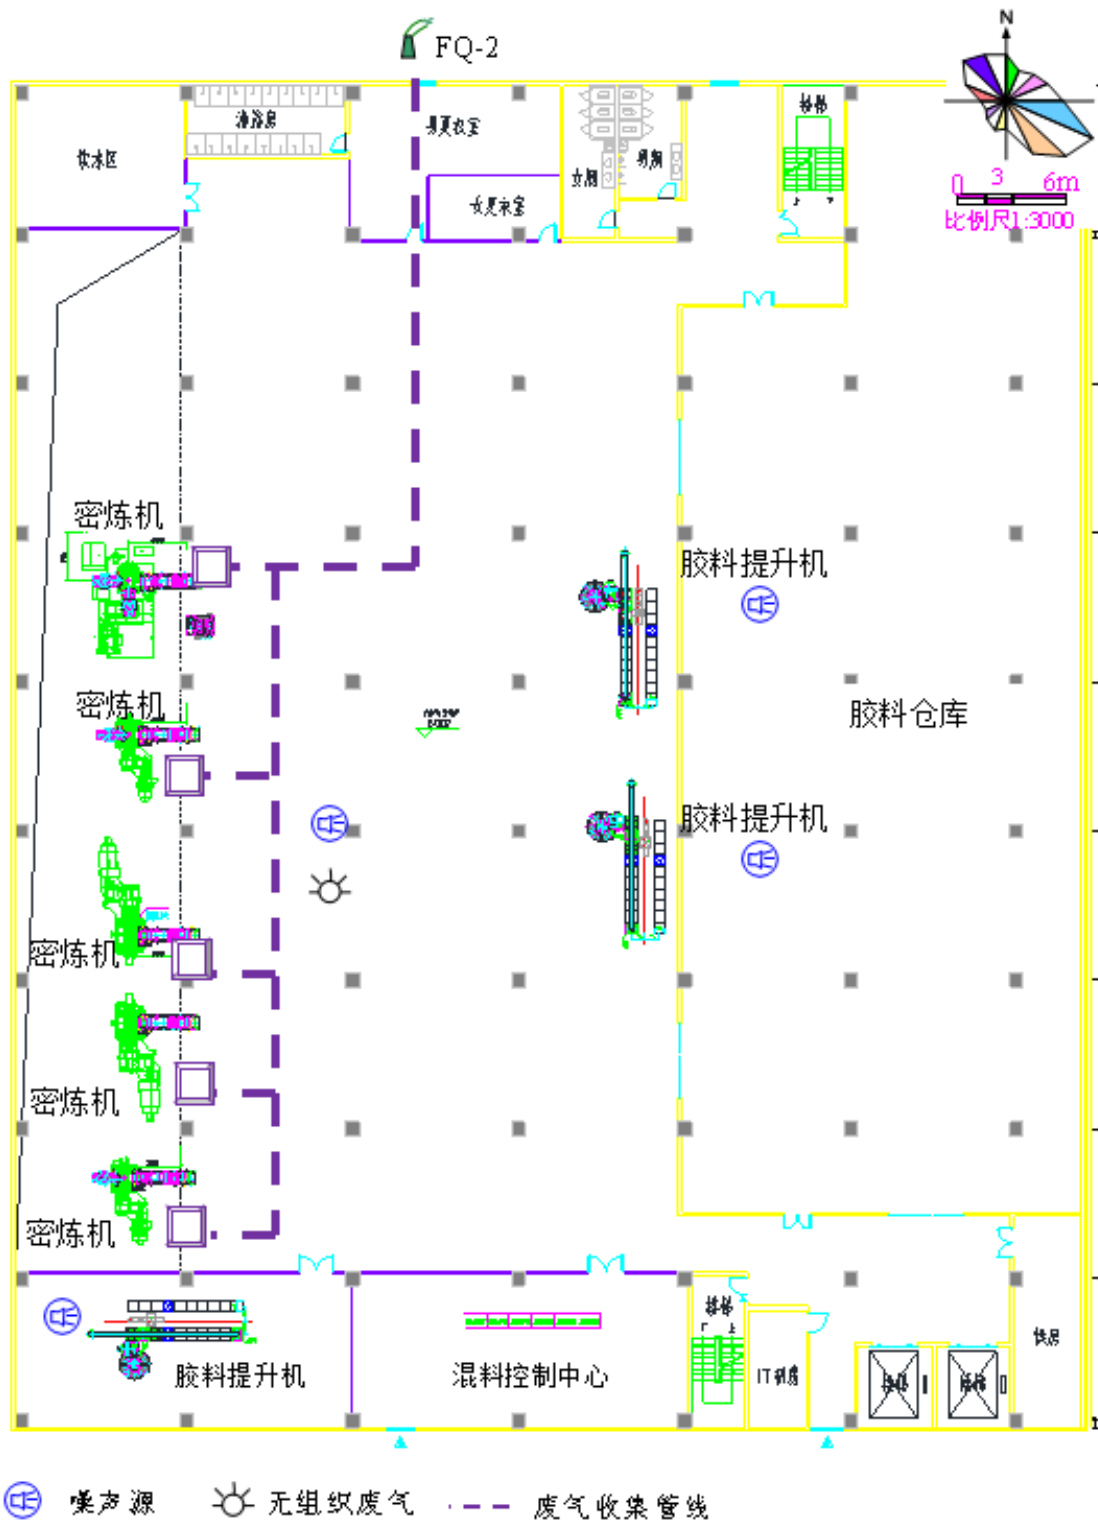 N
FQ-2
淋浴房
男更衣室
饮水区
女更衣室
女厕
男厕
楼梯
0 3 6m
比例尺1:3000
密炼机
胶料提升机
密炼机
胶料仓库
胶料提升机
密炼机
密炼机
密炼机
胶料提升机
混料控制中心
楼梯
IT机房
噪声源
无组织废气
废气收集管线